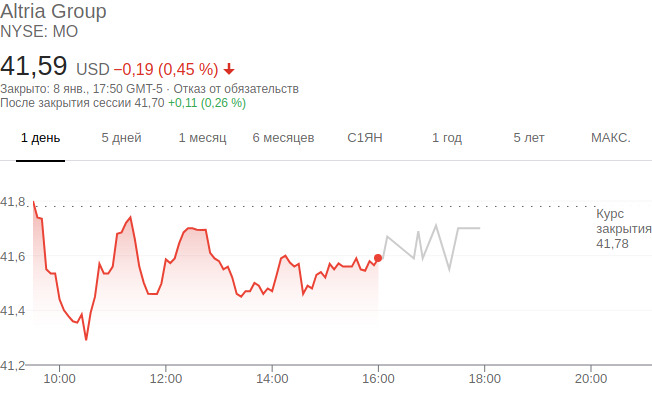 Altria Group
NYSE: MO
41,59 USD −0,19 (0,45 %)
Закрыто: 8 янв., 17:50 GMT-5 · Отказ от обязательств
После закрытия сессии 41,70 +0,11 (0,26 %)
1 день 5 дней 1 месяц 6 месяцев С1ЯН 1 год 5 лет МАКС.
41,8
Курс
закрытия
41,78
41,6
41,4
41,2
10:00 12:00 14:00 16:00 18:00 20:00